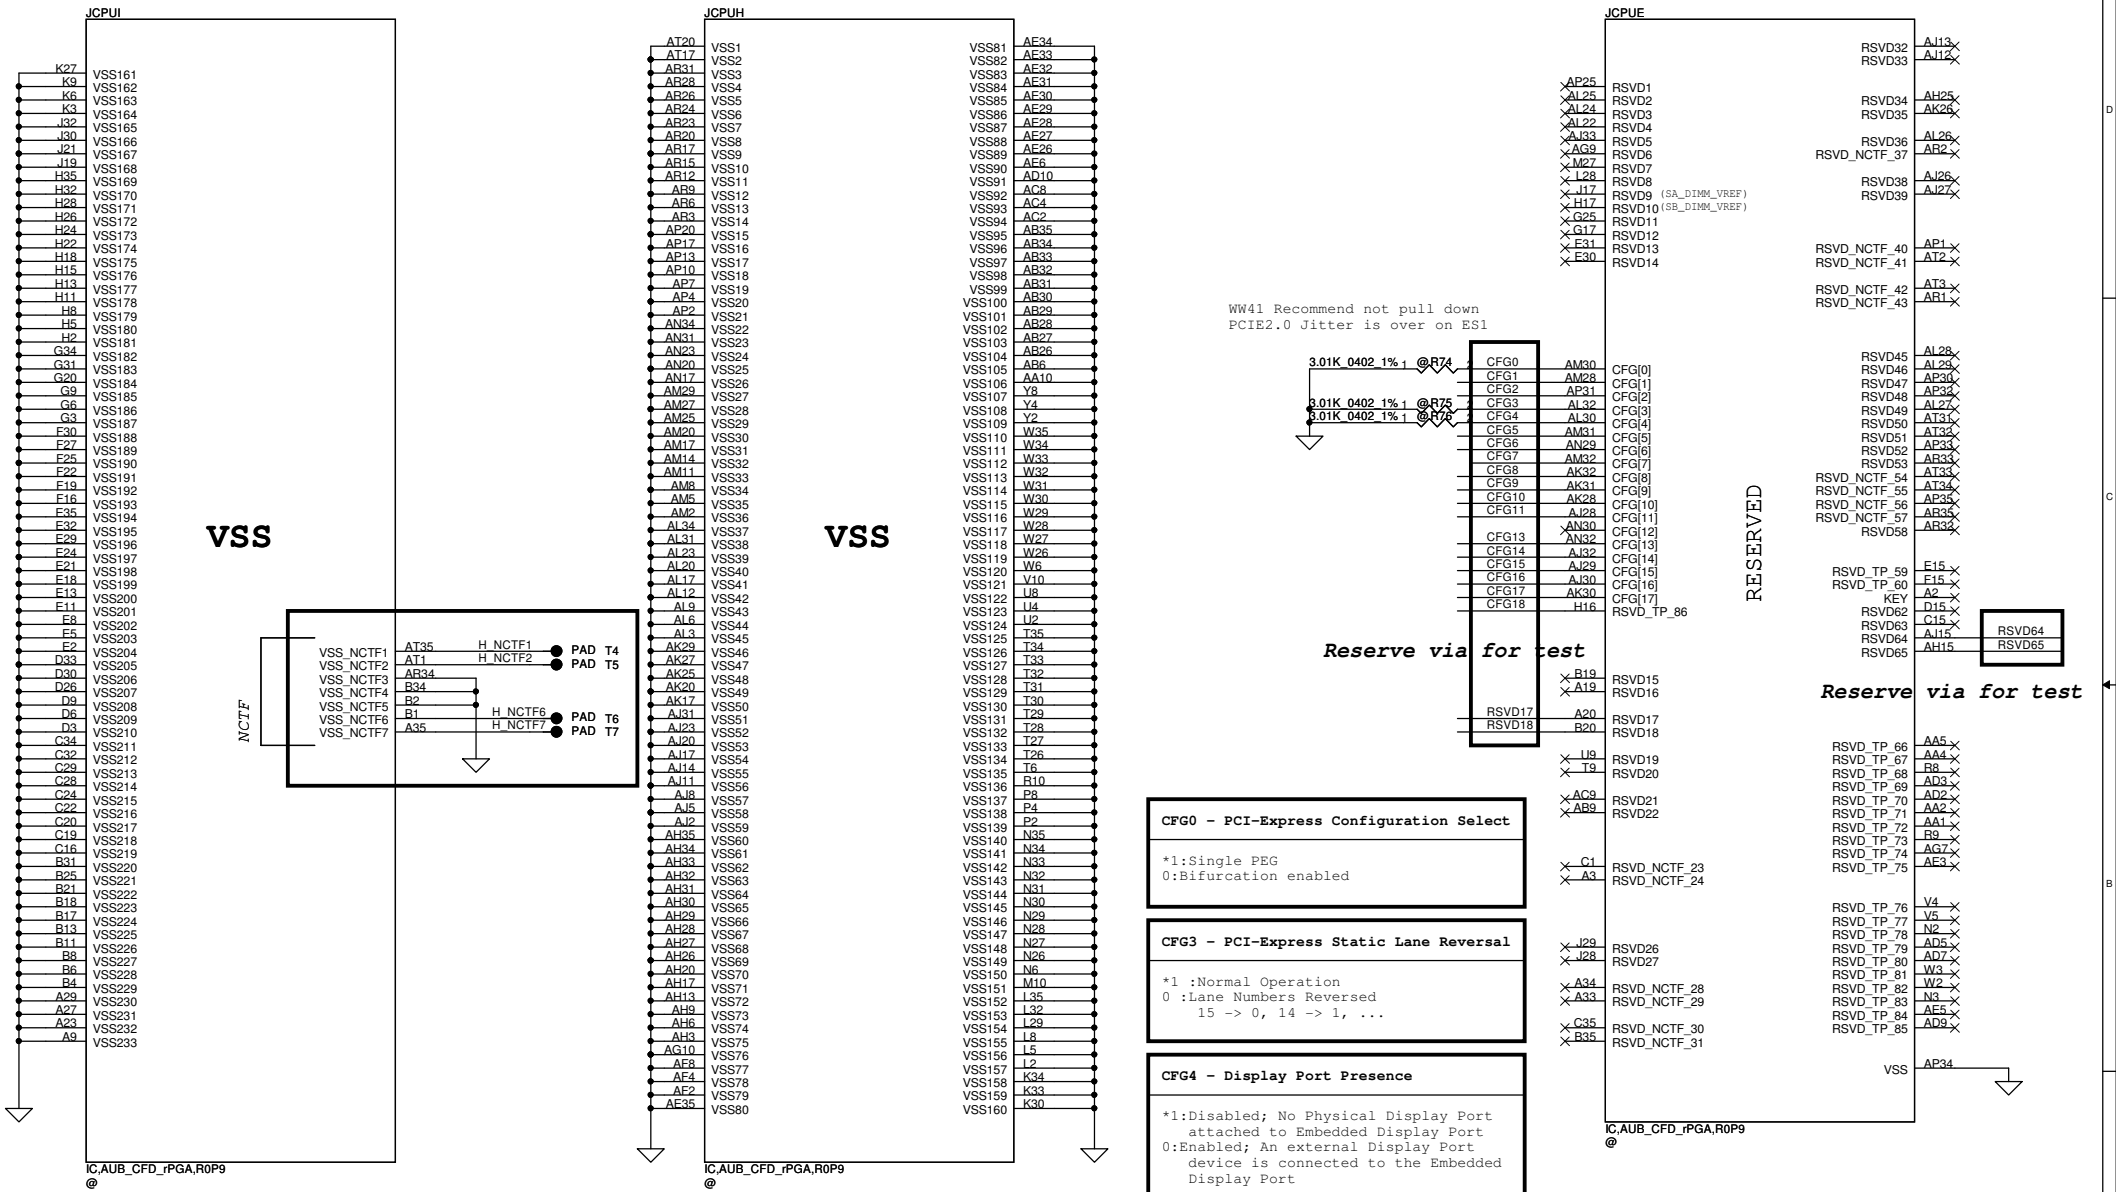 JCPUI
K27 VSS161
K9 VSS162
K6 VSS163
K3 VSS164
J32 VSS165
J30 VSS166
J21 VSS167
J19 VSS168
H35 VSS169
H32 VSS170
H28 VSS171
H26 VSS172
H24 VSS173
H22 VSS174
H18 VSS175
H15 VSS176
H13 VSS177
H11 VSS178
H8 VSS179
H5 VSS180
H2 VSS181
G34 VSS182
G31 VSS183
G20 VSS184
G9 VSS185
G6 VSS186
G3 VSS187
F30 VSS188
F27 VSS189
F25 VSS190
F22 VSS191
F19 VSS192
F16 VSS193
E35 VSS194
E32 VSS195
E29 VSS196
E24 VSS197
E21 VSS198
E18 VSS199
E13 VSS200
E11 VSS201
E8 VSS202
E5 VSS203
E2 VSS204
D33 VSS205
D30 VSS206
D26 VSS207
D9 VSS208
D6 VSS209
D3 VSS210
C34 VSS211
C32 VSS212
C29 VSS213
C28 VSS214
C24 VSS215
C22 VSS216
C20 VSS217
C19 VSS218
C16 VSS219
B31 VSS220
B25 VSS221
B21 VSS222
B18 VSS223
B17 VSS224
B13 VSS225
B11 VSS226
B8 VSS227
B6 VSS228
B4 VSS229
A29 VSS230
A27 VSS231
A23 VSS232
A9 VSS233
VSS
NCTF
VSS_NCTF1 AT35 H_NCTF1 PAD T4
VSS_NCTF2 AT1 H_NCTF2 PAD T5
VSS_NCTF3 AR34
VSS_NCTF4 B34
VSS_NCTF5 B2
VSS_NCTF6 B1 H_NCTF6 PAD T6
VSS_NCTF7 A35 H_NCTF7 PAD T7
IC,AUB_CFD_rPGA,R0P9
@
JCPUH
AT20 VSS1
AT17 VSS2
AR31 VSS3
AR28 VSS4
AR26 VSS5
AR24 VSS6
AR23 VSS7
AR20 VSS8
AR17 VSS9
AR15 VSS10
AR12 VSS11
AR9 VSS12
AR6 VSS13
AR3 VSS14
AP20 VSS15
AP17 VSS16
AP13 VSS17
AP10 VSS18
AP7 VSS19
AP4 VSS20
AP2 VSS21
AN34 VSS22
AN31 VSS23
AN23 VSS24
AN20 VSS25
AN17 VSS26
AM29 VSS27
AM27 VSS28
AM25 VSS29
AM20 VSS30
AM17 VSS31
AM14 VSS32
AM11 VSS33
AM8 VSS34
AM5 VSS35
AM2 VSS36
AL34 VSS37
AL31 VSS38
AL23 VSS39
AL20 VSS40
AL17 VSS41
AL12 VSS42
AL9 VSS43
AL6 VSS44
AL3 VSS45
AK29 VSS46
AK27 VSS47
AK25 VSS48
AK20 VSS49
AK17 VSS50
AJ31 VSS51
AJ23 VSS52
AJ20 VSS53
AJ17 VSS54
AJ14 VSS55
AJ11 VSS56
AJ8 VSS57
AJ5 VSS58
AJ2 VSS59
AH35 VSS60
AH34 VSS61
AH33 VSS62
AH32 VSS63
AH31 VSS64
AH30 VSS65
AH29 VSS66
AH28 VSS67
AH27 VSS68
AH26 VSS69
AH20 VSS70
AH17 VSS71
AH13 VSS72
AH9 VSS73
AH6 VSS74
AH3 VSS75
AG10 VSS76
AF8 VSS77
AF4 VSS78
AF2 VSS79
AE35 VSS80
VSS
VSS81 AE34
VSS82 AE33
VSS83 AE32
VSS84 AE31
VSS85 AE30
VSS86 AE29
VSS87 AE28
VSS88 AE27
VSS89 AE26
VSS90 AE6
VSS91 AD10
VSS92 AC8
VSS93 AC4
VSS94 AC2
VSS95 AB35
VSS96 AB34
VSS97 AB33
VSS98 AB32
VSS99 AB31
VSS100 AB30
VSS101 AB29
VSS102 AB28
VSS103 AB27
VSS104 AB26
VSS105 AB6
VSS106 AA10
VSS107 Y8
VSS108 Y4
VSS109 Y2
VSS110 W35
VSS111 W34
VSS112 W33
VSS113 W32
VSS114 W31
VSS115 W30
VSS116 W29
VSS117 W28
VSS118 W27
VSS119 W26
VSS120 W6
VSS121 V10
VSS122 U8
VSS123 U4
VSS124 U2
VSS125 T35
VSS126 T34
VSS127 T33
VSS128 T32
VSS129 T31
VSS130 T30
VSS131 T29
VSS132 T28
VSS133 T27
VSS134 T26
VSS135 T6
VSS136 R10
VSS137 P8
VSS138 P4
VSS139 P2
VSS140 N35
VSS141 N34
VSS142 N33
VSS143 N32
VSS144 N31
VSS145 N30
VSS146 N29
VSS147 N28
VSS148 N27
VSS149 N26
VSS150 N6
VSS151 M10
VSS152 L35
VSS153 L32
VSS154 L29
VSS155 L8
VSS156 L5
VSS157 L2
VSS158 K34
VSS159 K33
VSS160 K30
IC,AUB_CFD_rPGA,R0P9
@
WW41 Recommend not pull down
PCIE2.0 Jitter is over on ES1
JCPUE
AP25 RSVD1
AL25 RSVD2
AL24 RSVD3
AL22 RSVD4
AJ33 RSVD5
AG9 RSVD6
M27 RSVD7
L28 RSVD8
J17 RSVD9 (SA_DIMM_VREF)
H17 RSVD10 (SB_DIMM_VREF)
G25 RSVD11
G17 RSVD12
E31 RSVD13
E30 RSVD14
3.01K_0402_1% 1 @R74 2 CFG0 AM30 CFG[0]
CFG1 AM28 CFG[1]
CFG2 AP31 CFG[2]
3.01K_0402_1% 1 @R75 2 CFG3 AL32 CFG[3]
3.01K_0402_1% 1 @R76 2 CFG4 AL30 CFG[4]
CFG5 AM31 CFG[5]
CFG6 AN29 CFG[6]
CFG7 AM32 CFG[7]
CFG8 AK32 CFG[8]
CFG9 AK31 CFG[9]
CFG10 AK28 CFG[10]
CFG11 AJ28 CFG[11]
AN30 CFG[12]
CFG13 AN32 CFG[13]
CFG14 AJ32 CFG[14]
CFG15 AJ29 CFG[15]
CFG16 AJ30 CFG[16]
CFG17 AK30 CFG[17]
CFG18 H16 RSVD_TP_86
Reserve via for test
B19 RSVD15
A19 RSVD16
RSVD17 A20 RSVD17
RSVD18 B20 RSVD18
U9 RSVD19
T9 RSVD20
AC9 RSVD21
AB9 RSVD22
C1 RSVD_NCTF_23
A3 RSVD_NCTF_24
J29 RSVD26
J28 RSVD27
A34 RSVD_NCTF_28
A33 RSVD_NCTF_29
C35 RSVD_NCTF_30
B35 RSVD_NCTF_31
RESERVED
RSVD32 AJ13
RSVD33 AJ12
RSVD34 AH25
RSVD35 AK26
RSVD36 AL26
RSVD_NCTF_37 AR2
RSVD38 AJ26
RSVD39 AJ27
RSVD_NCTF_40 AP1
RSVD_NCTF_41 AT2
RSVD_NCTF_42 AT3
RSVD_NCTF_43 AR1
RSVD45 AL28
RSVD46 AL29
RSVD47 AP30
RSVD48 AP32
RSVD49 AL27
RSVD50 AT31
RSVD51 AT32
RSVD52 AP33
RSVD53 AR33
RSVD_NCTF_54 AT33
RSVD_NCTF_55 AT34
RSVD_NCTF_56 AP35
RSVD_NCTF_57 AR35
RSVD58 AR32
RSVD_TP_59 E15
RSVD_TP_60 F15
KEY A2
RSVD62 D15
RSVD63 C15
RSVD64 AJ15 RSVD64
RSVD65 AH15 RSVD65
Reserve via for test
RSVD_TP_66 AA5
RSVD_TP_67 AA4
RSVD_TP_68 R8
RSVD_TP_69 AD3
RSVD_TP_70 AD2
RSVD_TP_71 AA2
RSVD_TP_72 AA1
RSVD_TP_73 R9
RSVD_TP_74 AG7
RSVD_TP_75 AE3
RSVD_TP_76 V4
RSVD_TP_77 V5
RSVD_TP_78 N2
RSVD_TP_79 AD5
RSVD_TP_80 AD7
RSVD_TP_81 W3
RSVD_TP_82 W2
RSVD_TP_83 N3
RSVD_TP_84 AE5
RSVD_TP_85 AD9
VSS AP34
IC,AUB_CFD_rPGA,R0P9
@
CFG0 - PCI-Express Configuration Select
*1:Single PEG
0:Bifurcation enabled
CFG3 - PCI-Express Static Lane Reversal
*1 :Normal Operation
0 :Lane Numbers Reversed
15 -> 0, 14 -> 1, ...
CFG4 - Display Port Presence
*1:Disabled; No Physical Display Port
attached to Embedded Display Port
0:Enabled; An external Display Port
device is connected to the Embedded
Display Port
D
C
B